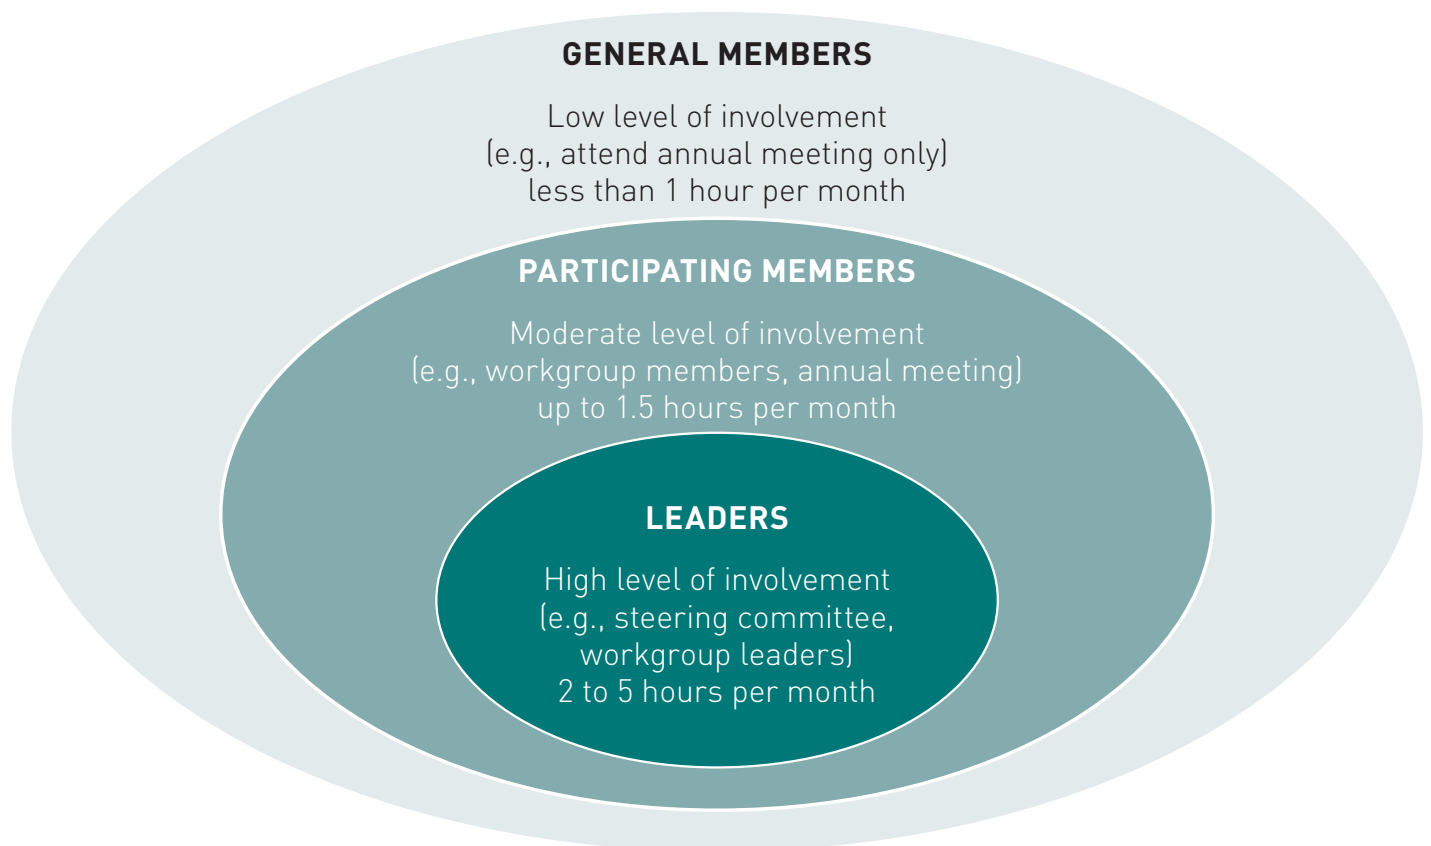 GENERAL MEMBERS
Low level of involvement
(e.g., attend annual meeting only)
less than 1 hour per month
PARTICIPATING MEMBERS
Moderate level of involvement
(e.g., workgroup members, annual meeting)
up to 1.5 hours per month
LEADERS
High level of involvement
(e.g., steering committee,
workgroup leaders)
2 to 5 hours per month